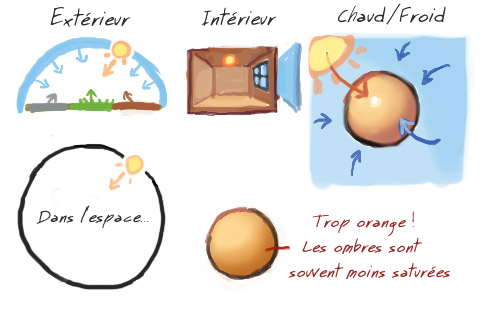 Extérieur
Intérieur
Chaud/Froid
Dans l'espace...
Trop orange !
Les ombres sont
souvent moins saturées